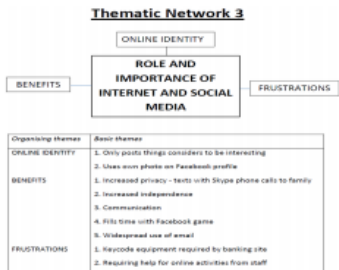 Thematic Network 3
ONLINE IDENTITY
ROLE AND
IMPORTANCE OF
INTERNET AND SOCIAL
MEDIA
BENEFITS
FRUSTRATIONS
Organising themes Basic themes
ONLINE IDENTITY 1. Only posts things considers to be interesting
2. Uses own photo on Facebook profile
BENEFITS 1. Increased privacy - texts with Skype phone calls to family
2. Increased independence
3. Communication
4. Fills time with Facebook game
5. Widespread use of email
FRUSTRATIONS 1. Keycode equipment required by banking site
2. Requiring help for online activities from staff